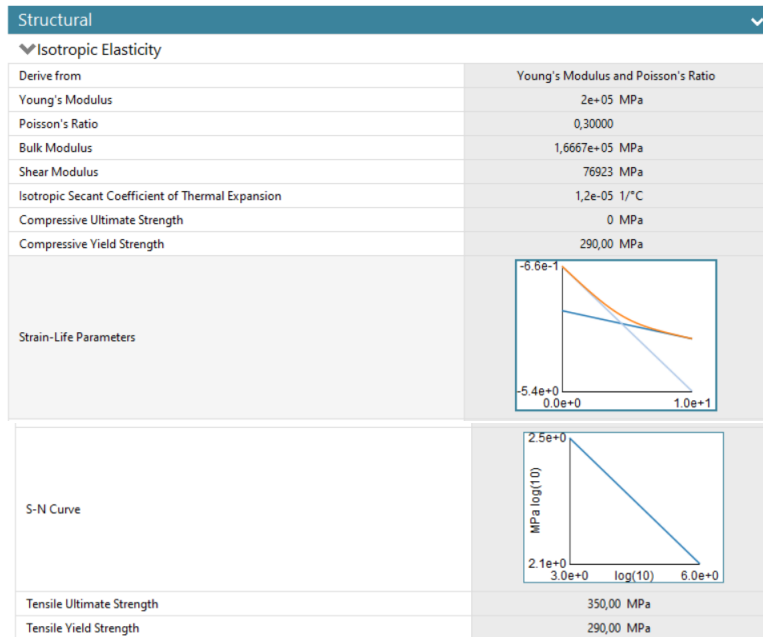 Structural
Isotropic Elasticity
Derive from Young's Modulus and Poisson's Ratio
Young's Modulus 2e+05 MPa
Poisson's Ratio 0,30000
Bulk Modulus 1,6667e+05 MPa
Shear Modulus 76923 MPa
Isotropic Secant Coefficient of Thermal Expansion 1,2e-05 1/°C
Compressive Ultimate Strength 0 MPa
Compressive Yield Strength 290,00 MPa
-6.6e-1
Strain-Life Parameters
-5.4e+0
0.0e+0 1.0e+1
2.5e+0
MPa log(10)
S-N Curve
2.1e+0
3.0e+0 log(10) 6.0e+0
Tensile Ultimate Strength 350,00 MPa
Tensile Yield Strength 290,00 MPa